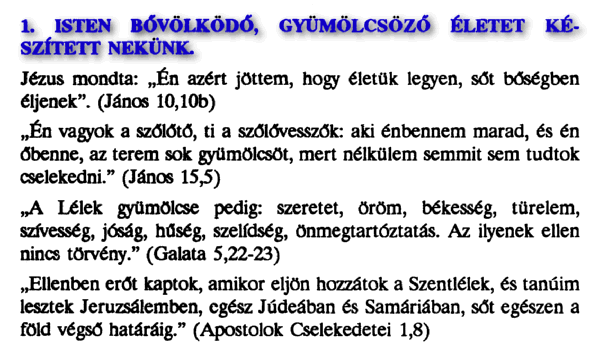 1. ISTEN BŐVÖLKÖDŐ, GYÜMÖLCSÖZŐ ÉLETET KÉ-
SZÍTETT NEKÜNK.
Jézus mondta: „Én azért jöttem, hogy életük legyen, sőt bőségben
éljenek”. (János 10,10b)
„Én vagyok a szőlőtő, ti a szőlővesszők: aki énbennem marad, és én
őbenne, az terem sok gyümölcsöt, mert nélkülem semmit sem tudtok
cselekedni.” (János 15,5)
„A Lélek gyümölcse pedig: szeretet, öröm, békesség, türelem,
szívesség, jóság, hűség, szelídség, önmegtartóztatás. Az ilyenek ellen
nincs törvény.” (Galata 5,22-23)
„Ellenben erőt kaptok, amikor eljön hozzátok a Szentlélek, és tanúim
lesztek Jeruzsálemben, egész Júdeában és Samáriában, sőt egészen a
föld végső határáig.” (Apostolok Cselekedetei 1,8)